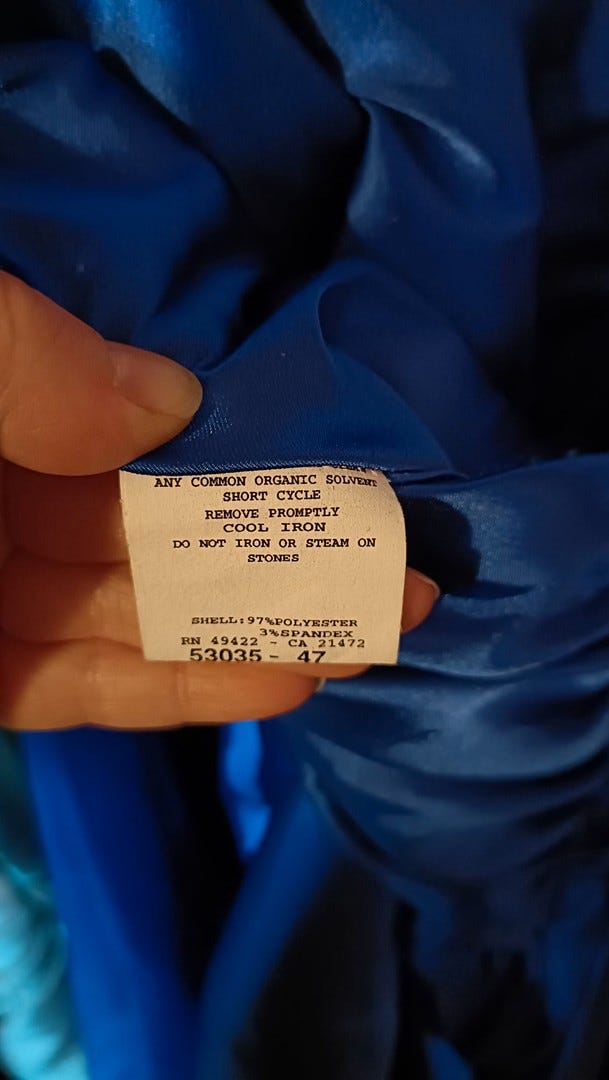 ANY COMMON ORGANIC SOLVENT
SHORT CYCLE
REMOVE PROMPTLY
COOL IRON
DO NOT IRON OR STEAM ON
STONES
SHELL:97%POLYESTER
3%SPANDEX
RN 49422 - CA 21472
53035 - 47